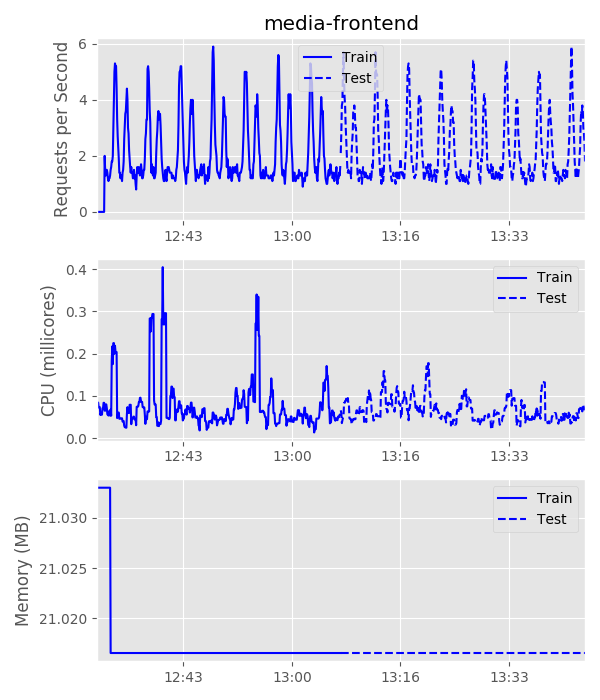 media-frontend
Requests per Second
6
4
2
0
Train
Test
12:43 13:00 13:16 13:33
CPU (millicores)
0.4
0.3
0.2
0.1
0.0
Train
Test
12:43 13:00 13:16 13:33
Memory (MB)
21.030
21.025
21.020
Train
Test
12:43 13:00 13:16 13:33